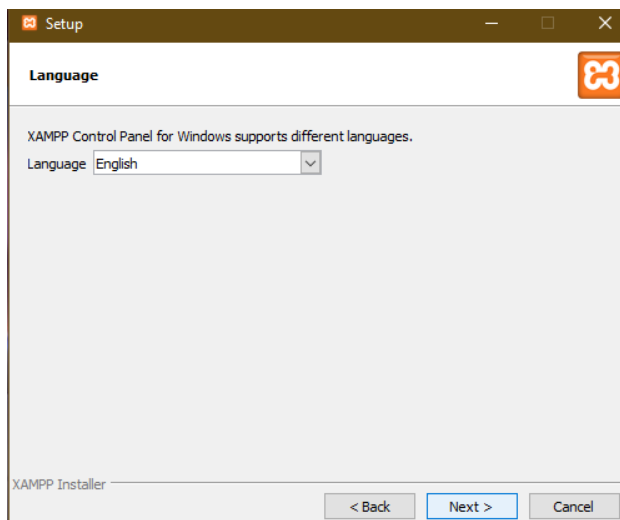 Setup
Language
XAMPP Control Panel for Windows supports different languages.
Language English
XAMPP Installer
< Back Next > Cancel